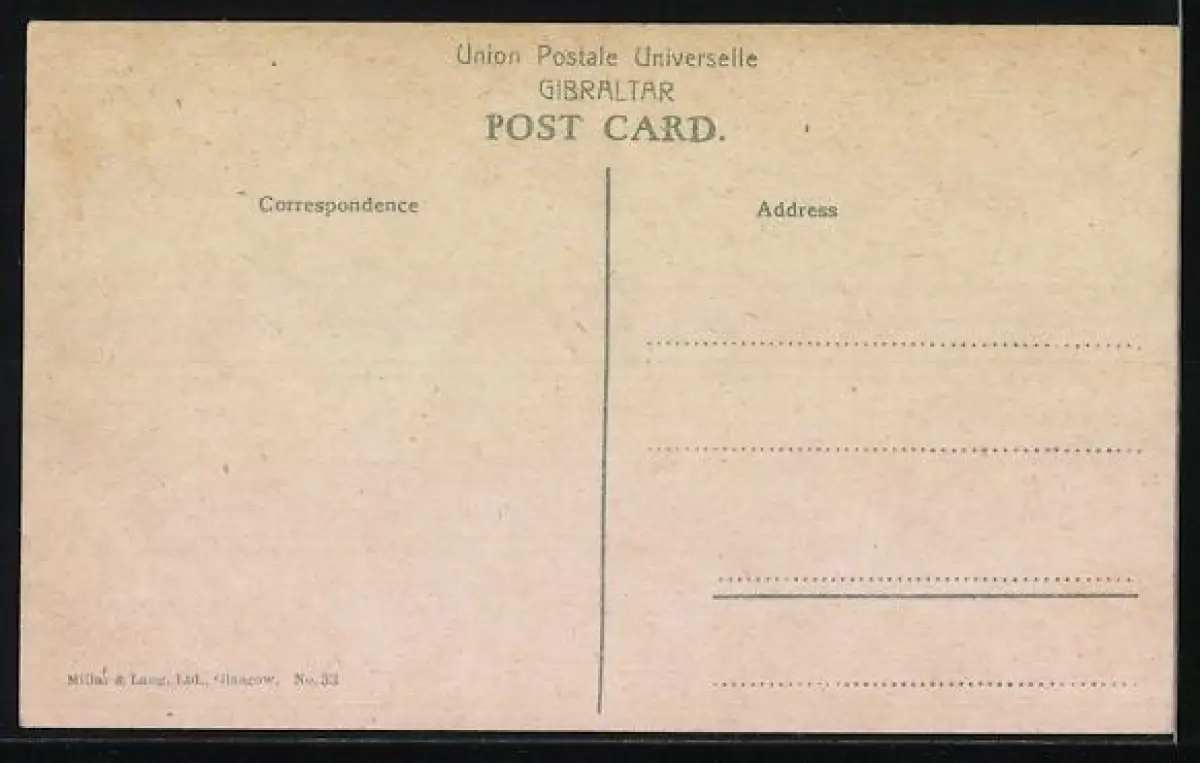 Union Postale Universelle
GIBRALTAR
POST CARD.
Correspondence
Address
Millar & Lang, Ltd., Glasgow. No. 33